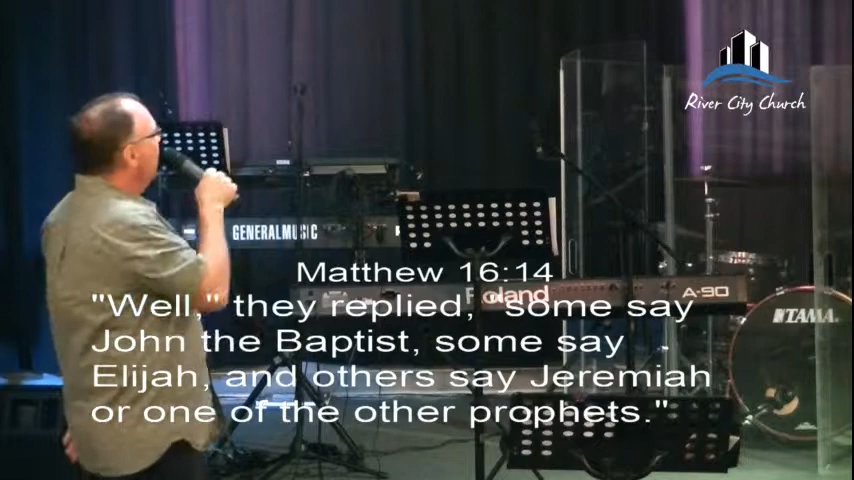 River City Church
GENERALMUSIC
Roland
A-90
TAMA
Matthew 16:14
"Well," they replied, "some say
John the Baptist, some say
Elijah, and others say Jeremiah
or one of the other prophets."